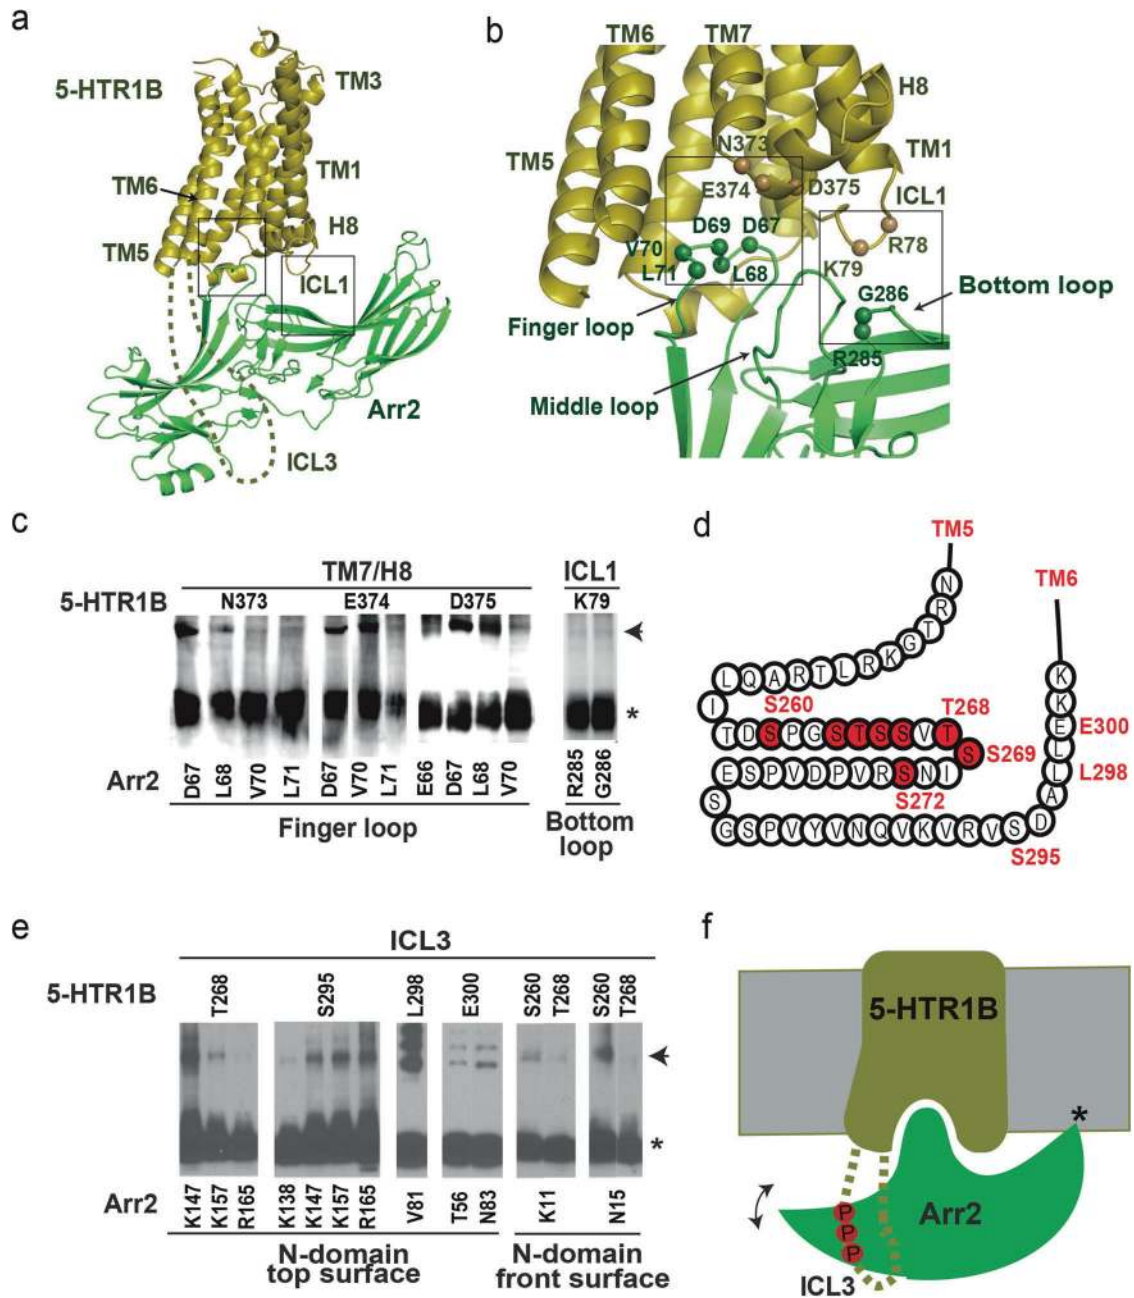 a
5-HTR1B
TM3
TM6
TM1
TM5
H8
ICL1
Arr2
ICL3
b
TM6 TM7
H8
N373
TM5
TM1
E374 D375
ICL1
D69 D67
V70
R78
L71 L68
K79
G286
Bottom loop
Finger loop
R285
Middle loop
c
TM7/H8 ICL1
5-HTR1B N373 E374 D375 K79
*
Arr2 D67 L68 V70 L71 D67 V70 L71 E66 D67 L68 V70 R285 G286
Finger loop Bottom loop
d
TM5
TM6
L Q A R T L R K G T R N
S260 T268
I
T D S P G S T S S V T
S S269
E S P V D P V R S N I
S272
S
G S P V Y V N Q V K V R V S D A L L E K K
E300
L298
S295
e
ICL3
5-HTR1B T268 S295 L298 E300 S260 T268 S260 T268
*
Arr2 K147 K157 R165 K138 K147 K157 R165 V81 T56 N83 K11 N15
N-domain top surface
N-domain front surface
f
5-HTR1B
*
Arr2
P
P
P
ICL3